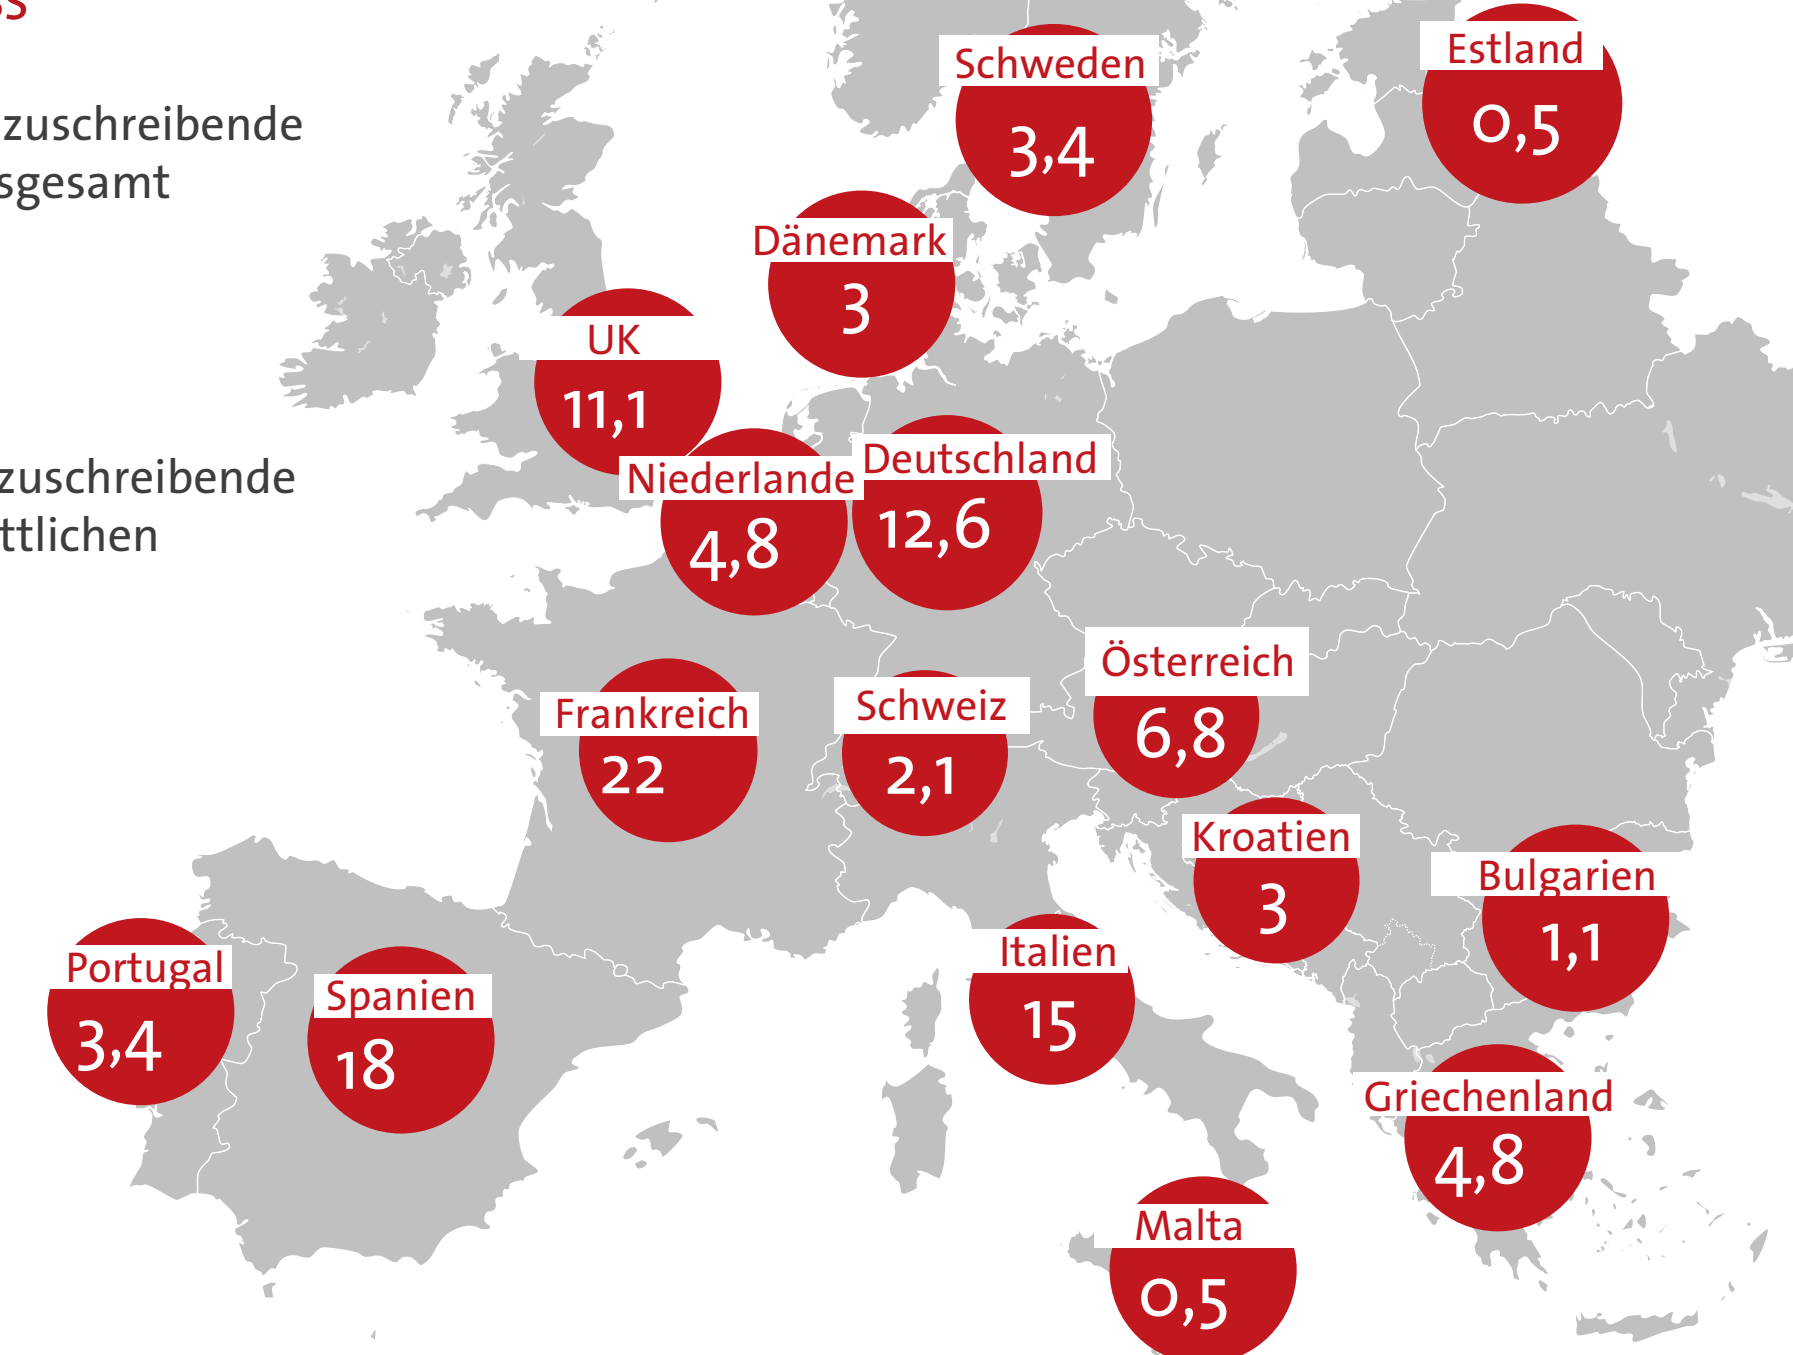 zuschreibende
sgesamt
zuschreibende
ttlichen
Schweden
3,4
Estland
0,5
Dänemark
3
UK
11,1
Niederlande
4,8
Deutschland
12,6
Österreich
6,8
Frankreich
22
Schweiz
2,1
Kroatien
3
Bulgarien
1,1
Portugal
3,4
Spanien
18
Italien
15
Griechenland
4,8
Malta
0,5